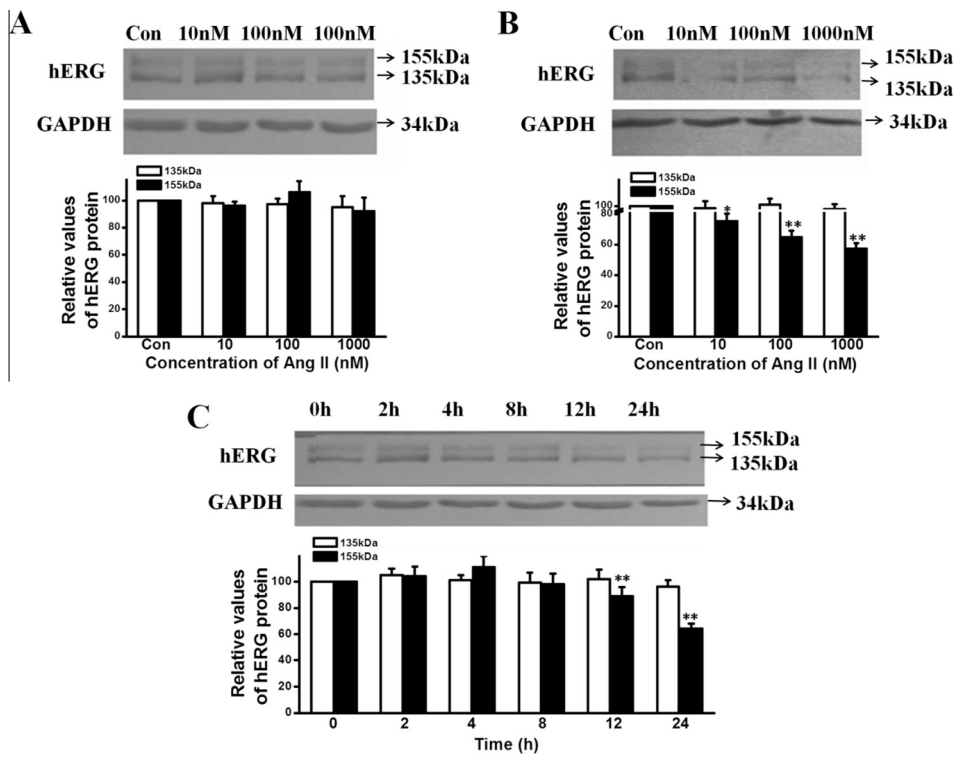 A
Con 10nM 100nM 100nM
hERG
155kDa
135kDa
GAPDH
34kDa
135kDa
155kDa
Relative values
of hERG protein
100
80
60
40
20
0
Con 10 100 1000
Concentration of Ang II (nM)
B
Con 10nM 100nM 1000nM
hERG
155kDa
135kDa
GAPDH
34kDa
135kDa
155kDa
Relative values
of hERG protein
100
80
60
40
20
0
* ** **
Con 10 100 1000
Concentration of Ang II (nM)
C
0h 2h 4h 8h 12h 24h
hERG
155kDa
135kDa
GAPDH
34kDa
135kDa
155kDa
Relative values
of hERG protein
100
80
60
40
20
0
** **
0 2 4 8 12 24
Time (h)